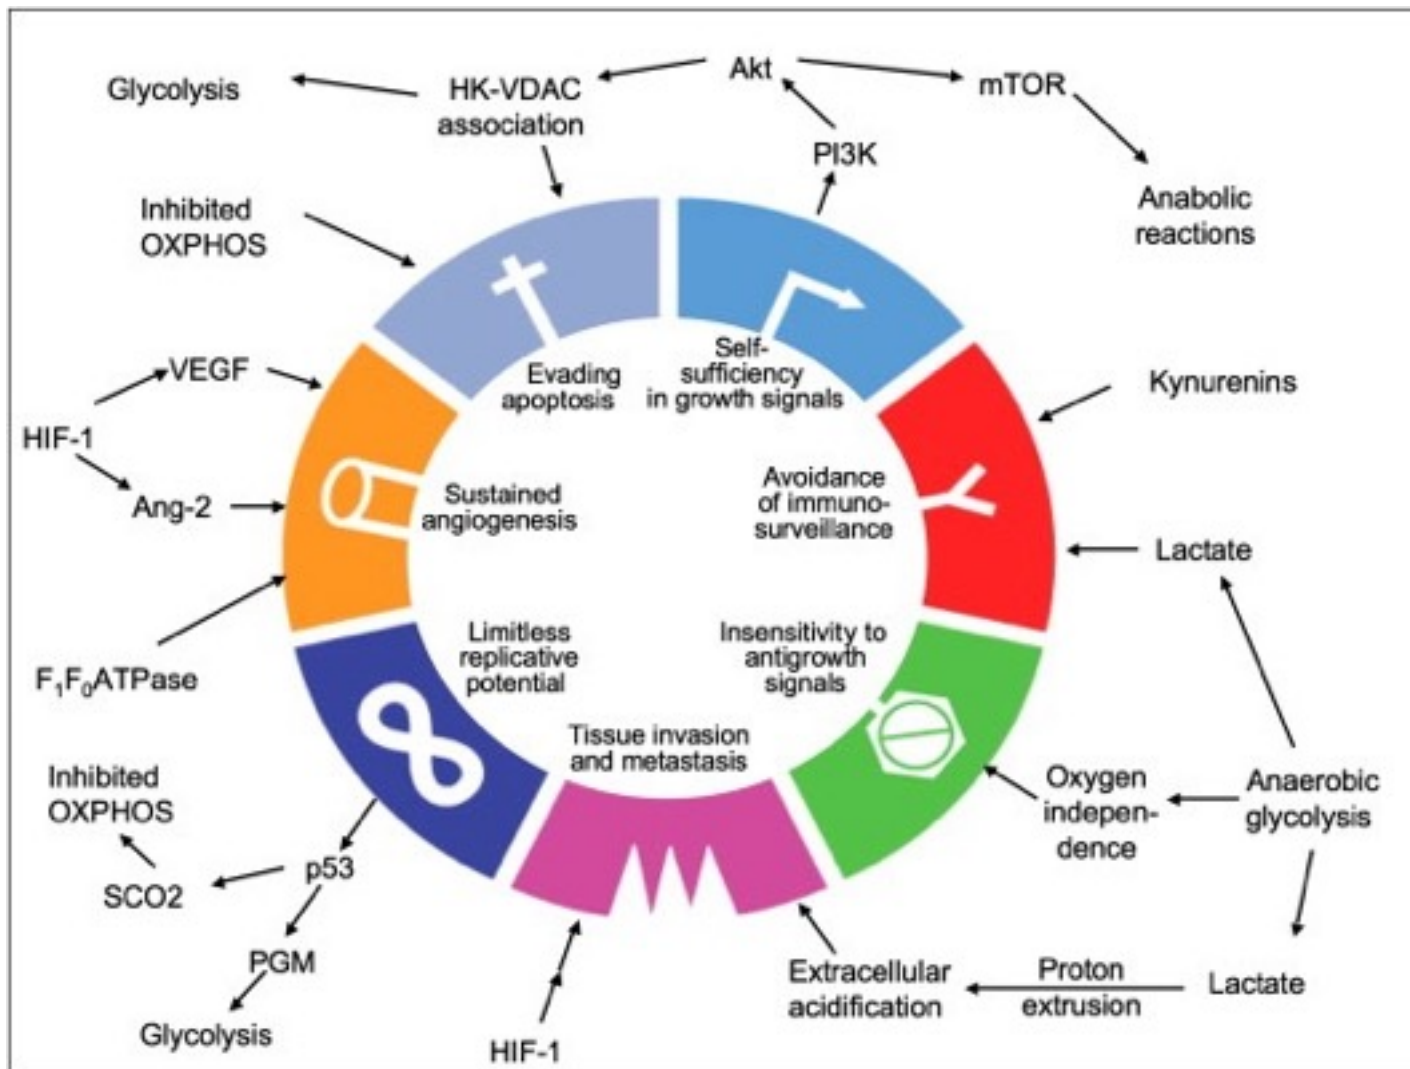 Glycolysis
HK-VDAC
association
Akt
mTOR
PI3K
Anabolic
reactions
Inhibited
OXPHOS
VEGF
HIF-1
Ang-2
F₁F₀ATPase
Evading
apoptosis
Self-
sufficiency
in growth signals
Kynurenins
Sustained
angiogenesis
Avoidance
of immuno-
surveillance
Lactate
Limitless
replicative
potential
Insensitivity to
antigrowth
signals
Tissue invasion
and metastasis
Inhibited
OXPHOS
p53
SCO2
PGM
Glycolysis
HIF-1
Oxygen
indepen-
dence
Anaerobic
glycolysis
Extracellular
acidification
Proton
extrusion
Lactate